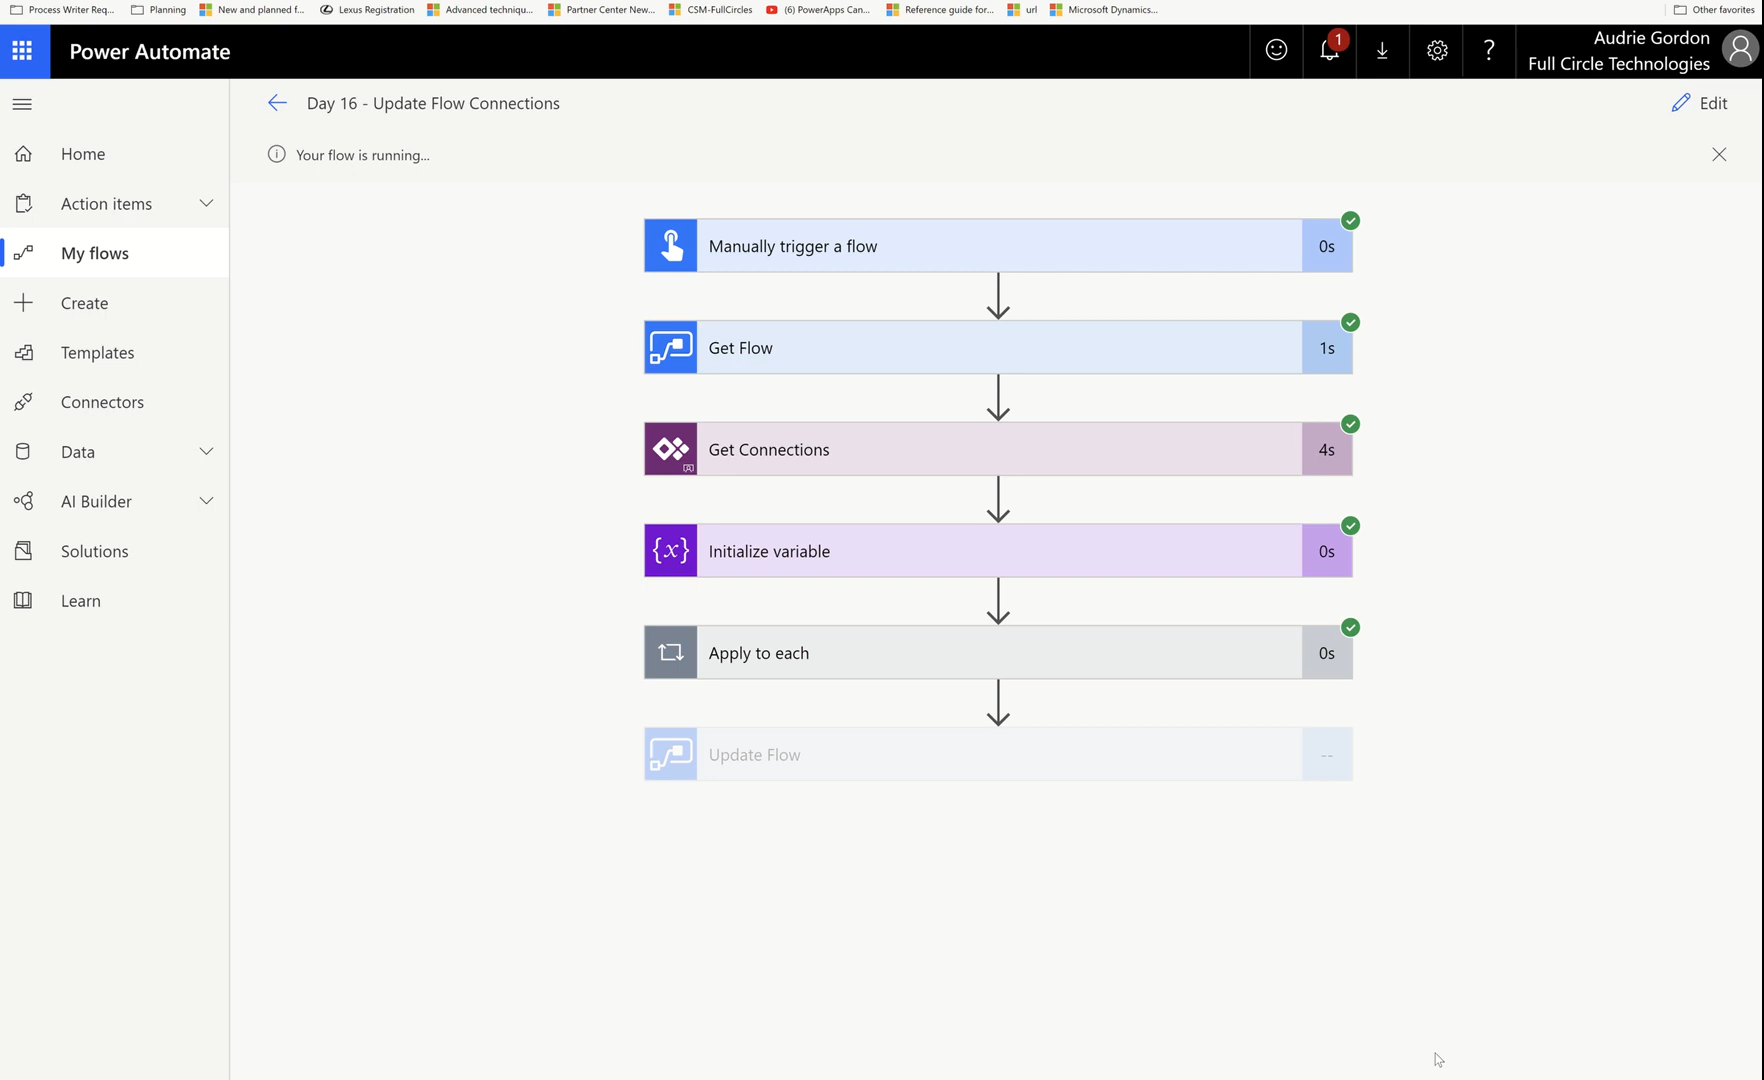 Process Writer Req... Planning New and planned f... Lexus Registration Advanced techniqu... Partner Center New... CSM-FullCircles (6) PowerApps Can... Reference guide for... url Microsoft Dynamics... Other favorites
Power Automate
1
?
Audrie Gordon
Full Circle Technologies
Day 16 - Update Flow Connections
Edit
Your flow is running...
Home
Action items
My flows
Create
Templates
Connectors
Data
AI Builder
Solutions
Learn
Manually trigger a flow 0s
Get Flow 1s
Get Connections 4s
{x} Initialize variable 0s
Apply to each 0s
Update Flow --